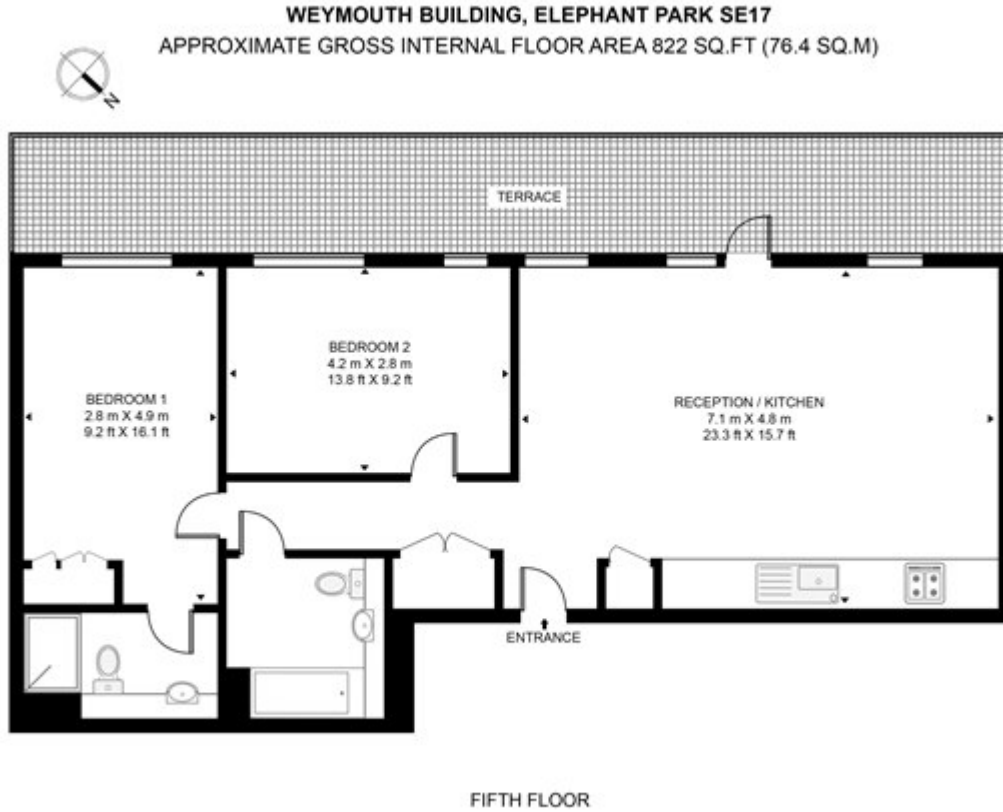 WEYMOUTH BUILDING, ELEPHANT PARK SE17
APPROXIMATE GROSS INTERNAL FLOOR AREA 822 SQ.FT (76.4 SQ.M)
N
TERRACE
BEDROOM 1
2.8 m X 4.9 m
9.2 ft X 16.1 ft
BEDROOM 2
4.2 m X 2.8 m
13.8 ft X 9.2 ft
RECEPTION / KITCHEN
7.1 m X 4.8 m
23.3 ft X 15.7 ft
ENTRANCE
FIFTH FLOOR